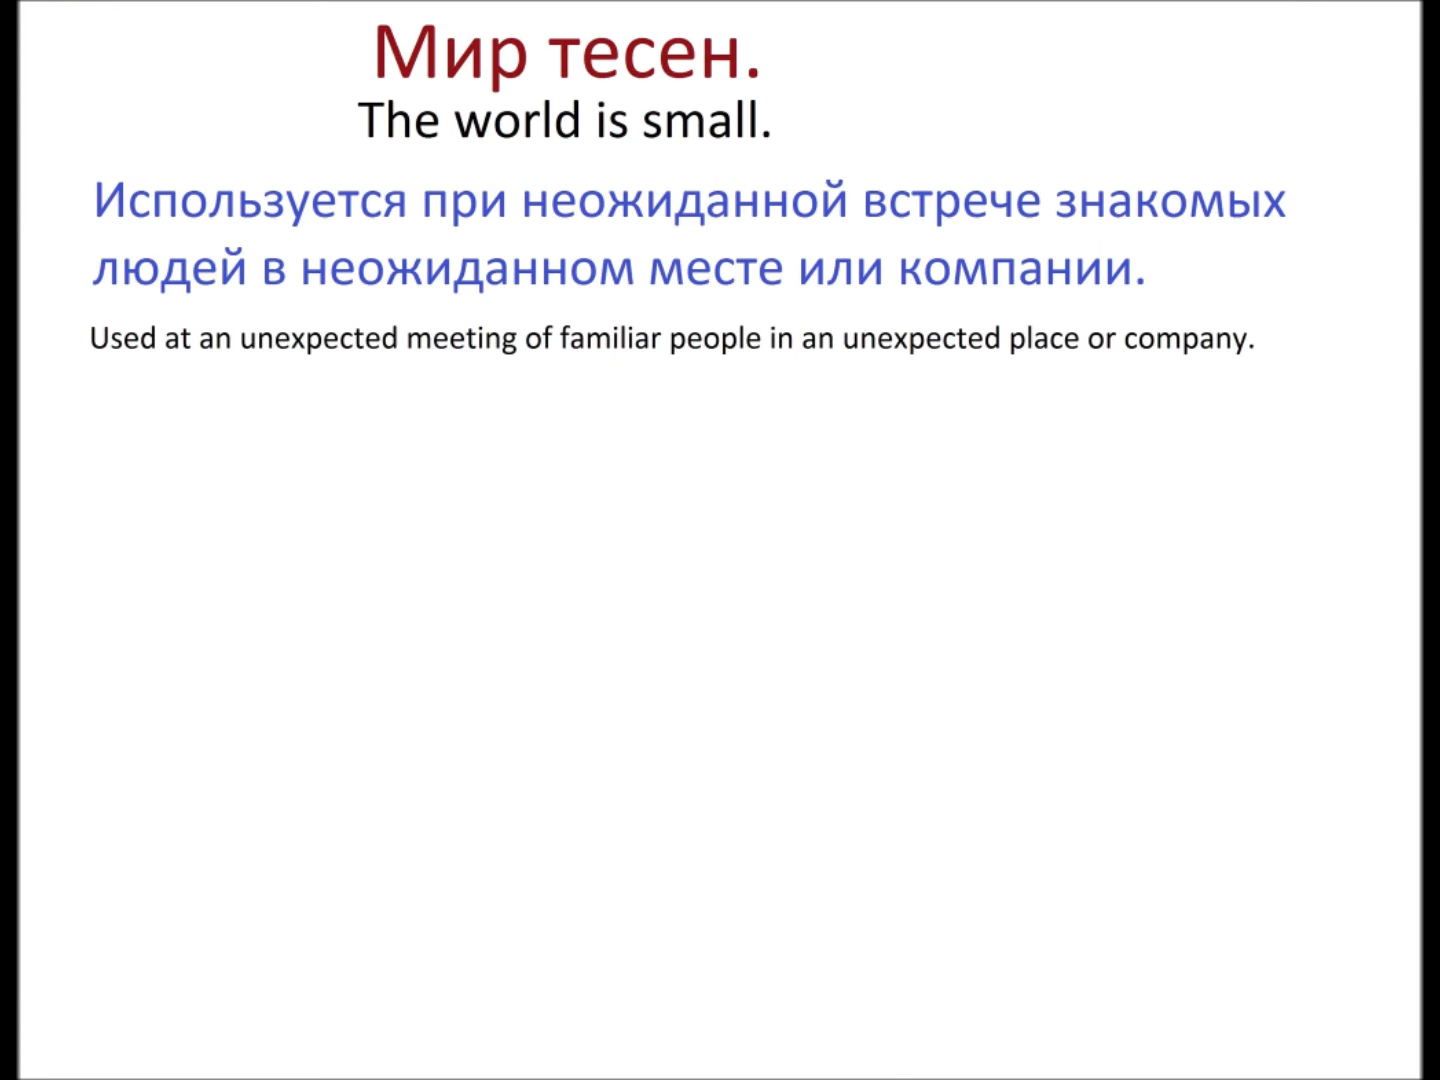 Мир тесен.
The world is small.
Используется при неожиданной встрече знакомых
людей в неожиданном месте или компании.
Used at an unexpected meeting of familiar people in an unexpected place or company.